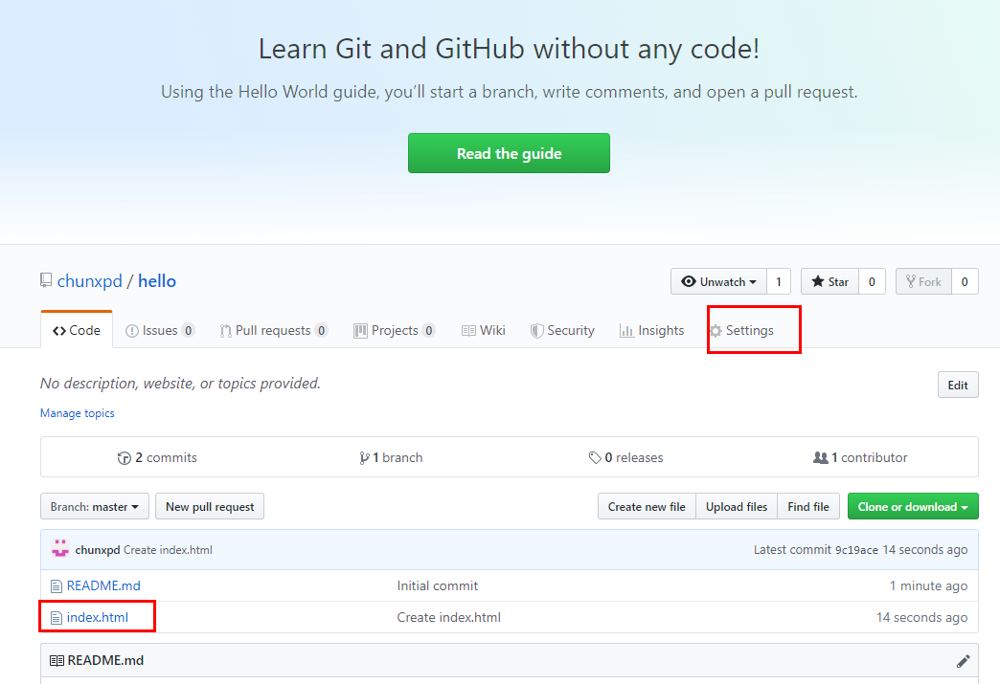 Learn Git and GitHub without any code!
Using the Hello World guide, you’ll start a branch, write comments, and open a pull request.
Read the guide
chunxpd / hello
Unwatch 1 Star 0 Fork 0
Code Issues 0 Pull requests 0 Projects 0 Wiki Security Insights Settings
No description, website, or topics provided.
Edit
Manage topics
2 commits 1 branch 0 releases 1 contributor
Branch: master New pull request Create new file Upload files Find file Clone or download
chunxpd Create index.html Latest commit 9c19ace 14 seconds ago
README.md Initial commit 1 minute ago
index.html Create index.html 14 seconds ago
README.md